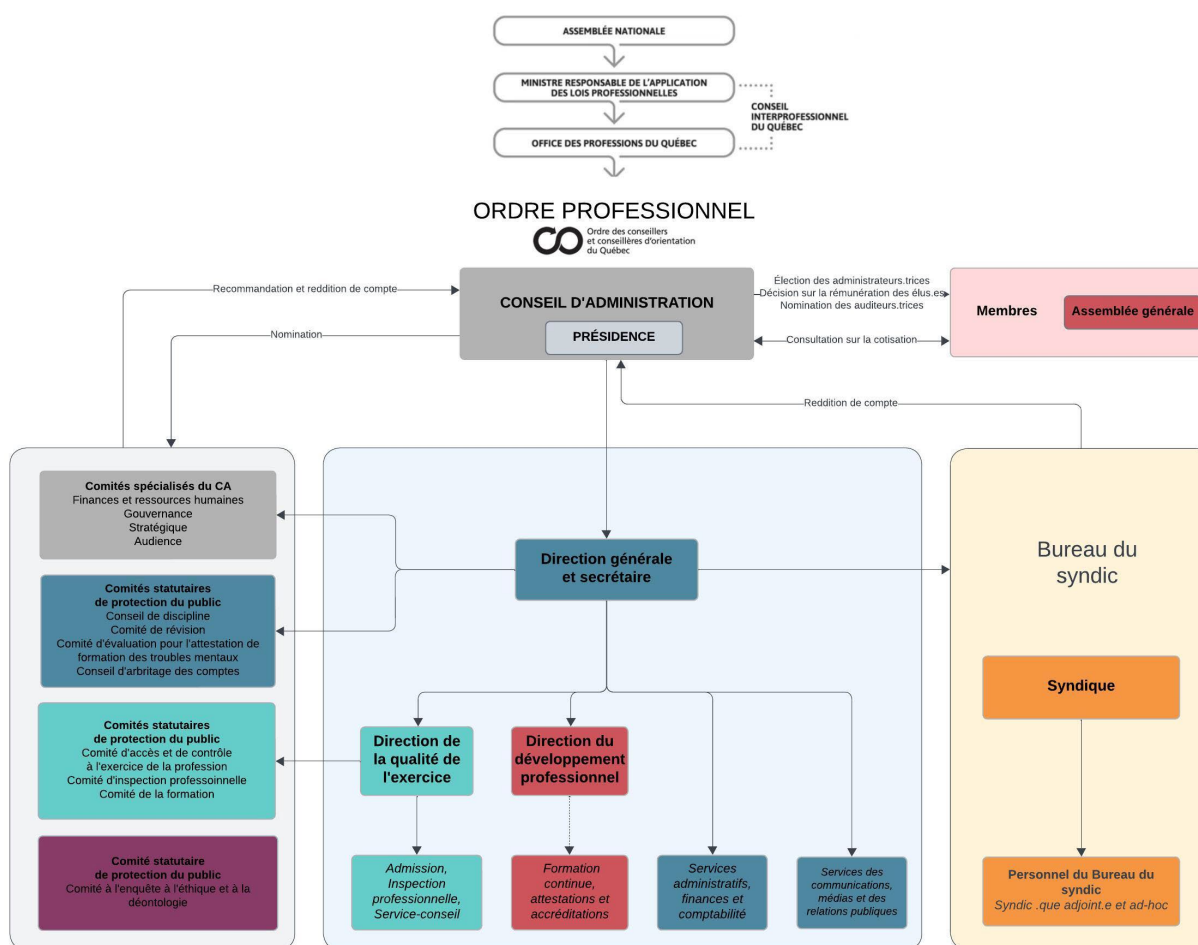 ASSEMBLÉE NATIONALE
MINISTRE RESPONSABLE DE L'APPLICATION
DES LOIS PROFESSIONNELLES
CONSEIL
INTERPROFESSIONNEL
DU QUÉBEC
OFFICE DES PROFESSIONS DU QUÉBEC
ORDRE PROFESSIONNEL
Ordre des conseillers
et conseillères d'orientation
du Québec
Recommandation et reddition de compte
CONSEIL D'ADMINISTRATION
PRÉSIDENCE
Élection des administrateurs.trices
Décision sur la rémunération des élus.es
Nomination des auditeurs.trices
Membres
Assemblée générale
Nomination
Consultation sur la cotisation
Reddition de compte
Comités spécialisés du CA
Finances et ressources humaines
Gouvernance
Stratégique
Audience
Comités statutaires
de protection du public
Conseil de discipline
Comité de révision
Comité d'évaluation pour l'attestation de
formation des troubles mentaux
Conseil d'arbritage des comptes
Comités statutaires
de protection du public
Comité d'accès et de contrôle
à l'exercice de la profession
Comité d'inspection professoinnelle
Comité de la formation
Comité statutaire
de protection du public
Comité à l'enquête à l'éthique et à la
déontologie
Direction générale
et secrétaire
Direction de
la qualité de
l'exercice
Direction du
développement
professionnel
Admission,
Inspection
professionnelle,
Service-conseil
Formation
continue,
attestations et
accréditations
Services
administratifs,
finances et
comptabilité
Services des
communications,
médias et des
relations publiques
Bureau du
syndic
Syndique
Personnel du Bureau du
syndic
Syndic .que adjoint.e et ad-hoc